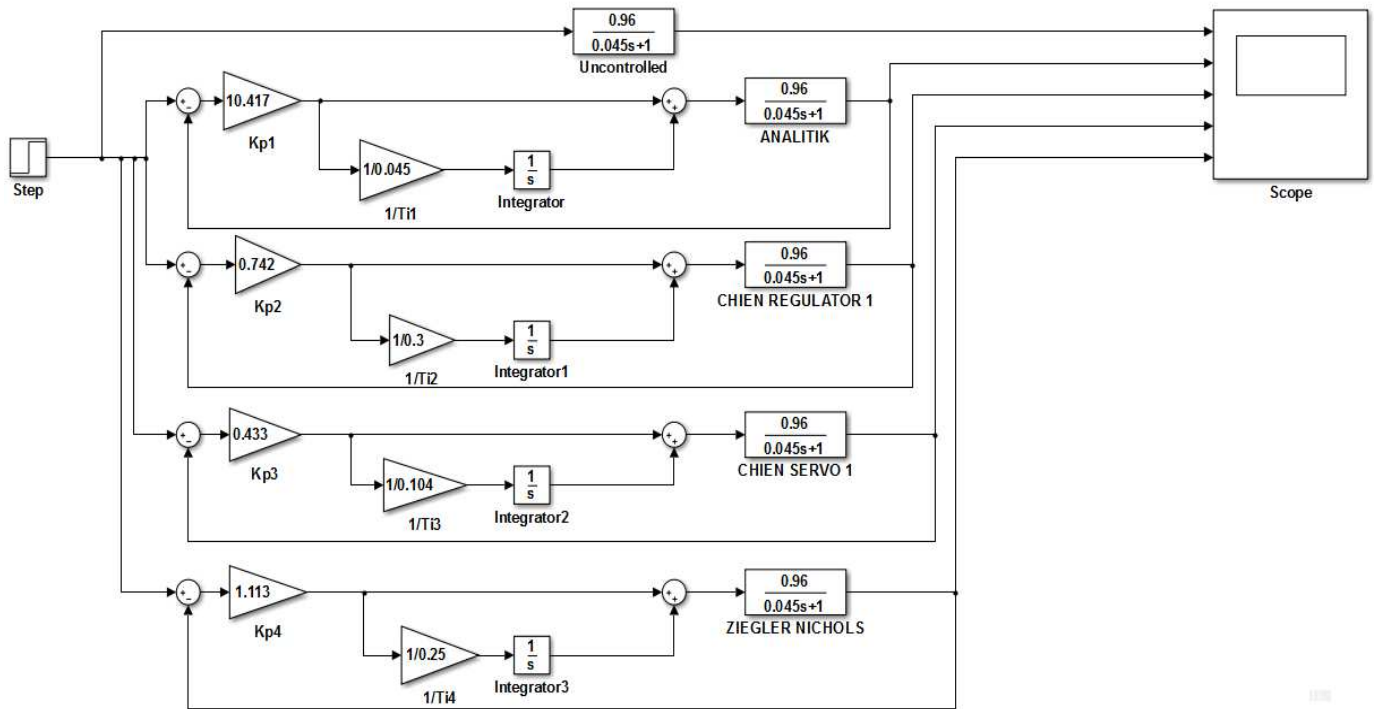 0.96
0.045s+1
Uncontrolled
Step
+
-
10.417
Kp1
1/0.045
1/Ti1
1
s
Integrator
+
+
0.96
0.045s+1
ANALITIK
Scope
+
-
0.742
Kp2
1/0.3
1/Ti2
1
s
Integrator1
+
+
0.96
0.045s+1
CHIEN REGULATOR 1
+
-
0.433
Kp3
1/0.104
1/Ti3
1
s
Integrator2
+
+
0.96
0.045s+1
CHIEN SERVO 1
+
-
1.113
Kp4
1/0.25
1/Ti4
1
s
Integrator3
+
+
0.96
0.045s+1
ZIEGLER NICHOLS